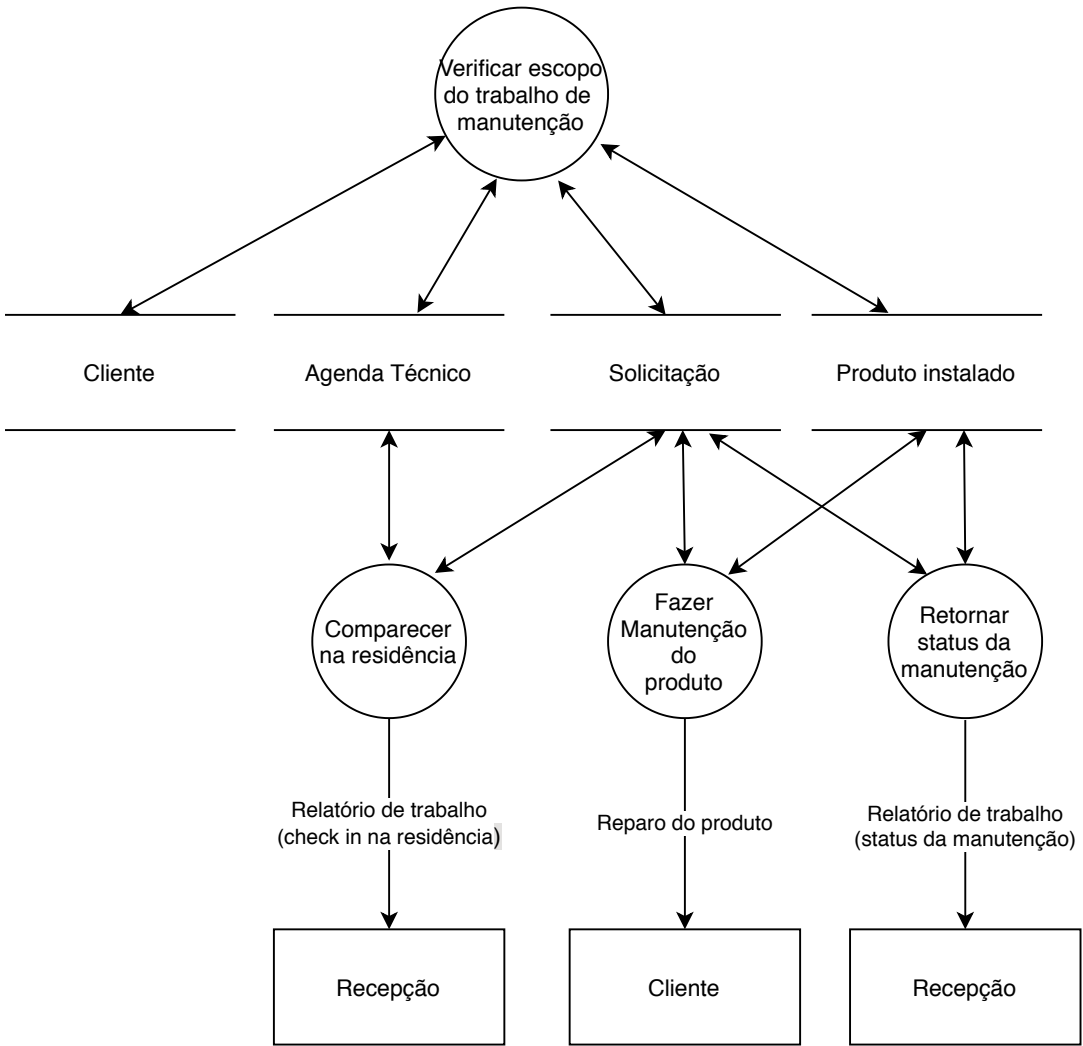 Verificar escopo
do trabalho de
manutenção
Cliente
Agenda Técnico
Solicitação
Produto instalado
Comparecer
na residência
Fazer
Manutenção
do
produto
Retornar
status da
manutenção
Relatório de trabalho
(check in na residência)
Reparo do produto
Relatório de trabalho
(status da manutenção)
Recepção
Cliente
Recepção